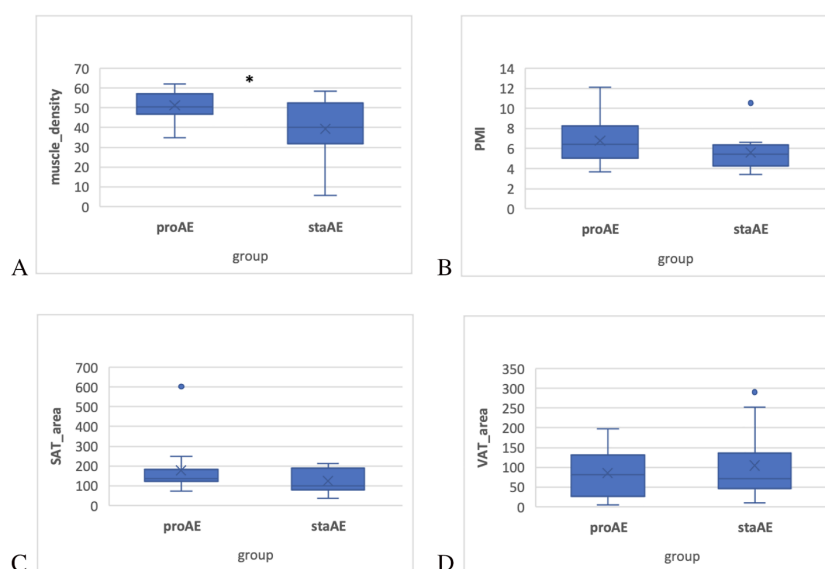 *
70
60
50
40
30
20
10
0
muscle_density
proAE staAE
group
A
14
12
10
8
6
4
2
0
PMI
proAE staAE
group
B
700
600
500
400
300
200
100
0
SAT_area
proAE staAE
group
C
350
300
250
200
150
100
50
0
VAT_area
proAE staAE
group
D